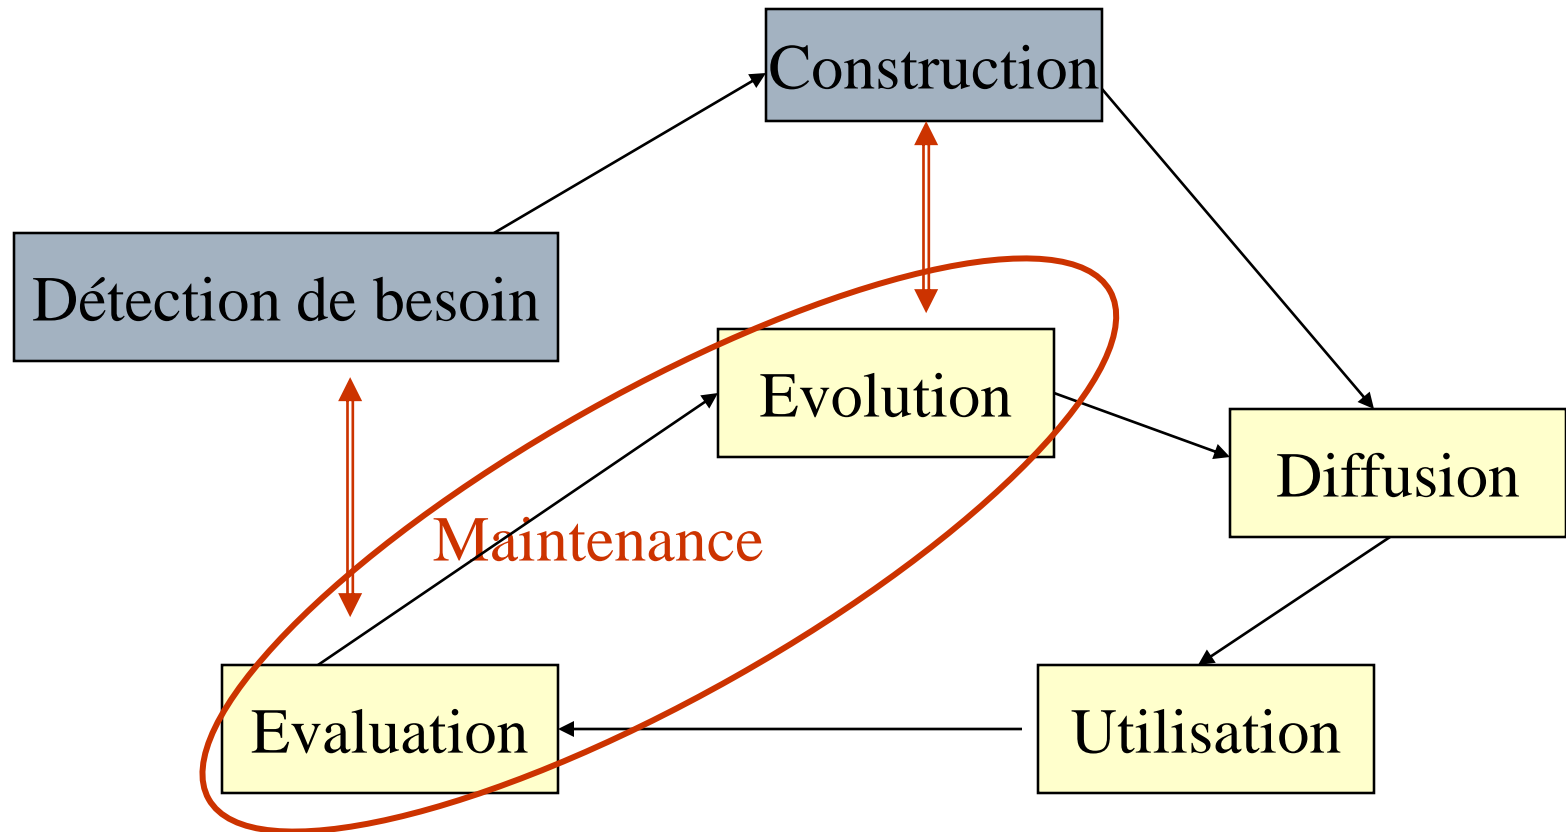 Construction
Détection de besoin
Evolution
Diffusion
Maintenance
Evaluation
Utilisation